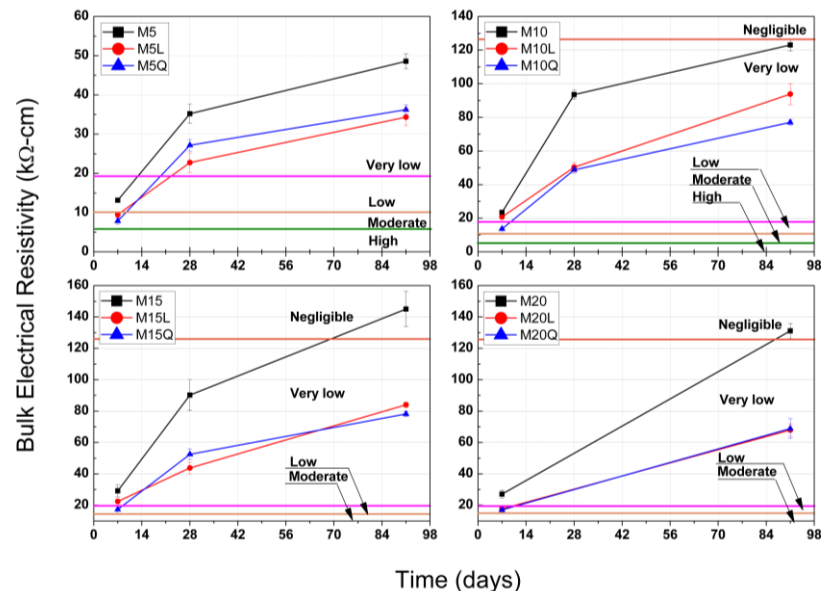 Bulk Electrical Resistivity (kΩ-cm)
60
50
40
30
20
10
0
M5
M5L
M5Q
Very low
Low
Moderate
High
0 14 28 42 56 70 84 98
140
120
100
80
60
40
20
0
M10
M10L
M10Q
Negligible
Very low
Low
Moderate
High
0 14 28 42 56 70 84 98
160
140
120
100
80
60
40
20
M15
M15L
M15Q
Negligible
Very low
Low
Moderate
0 14 28 42 56 70 84 98
160
140
120
100
80
60
40
20
M20
M20L
M20Q
Negligible
Very low
Low
Moderate
0 14 28 42 56 70 84 98
Time (days)